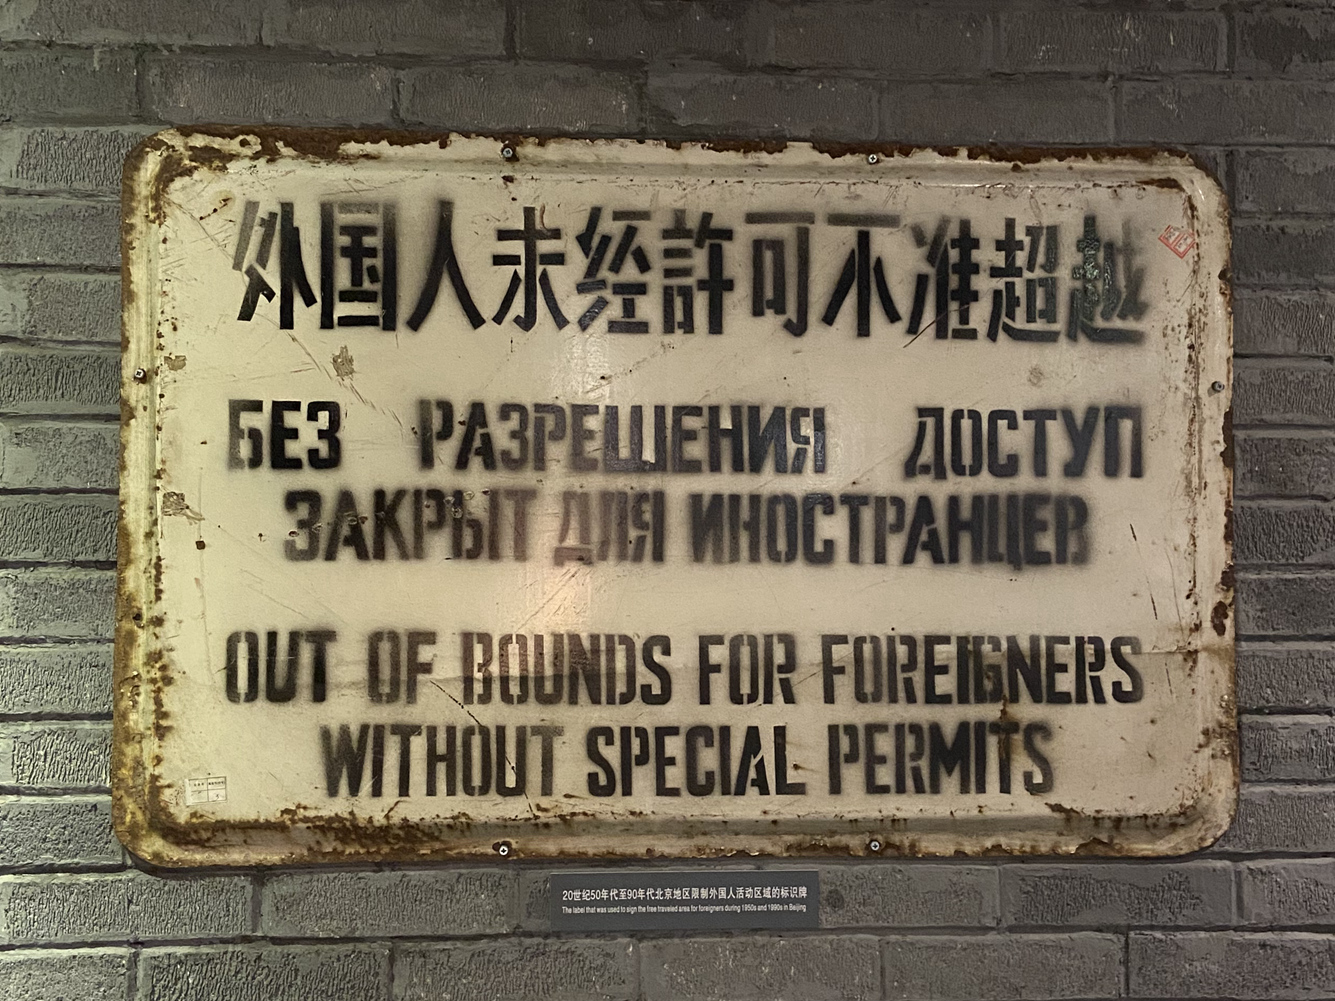 外国人未经許可不准超越
БЕЗ РАЗРЕШЕНИЯ ДОСТУП
ЗАКРЫТ ДЛЯ ИНОСТРАНЦЕВ
OUT OF BOUNDS FOR FOREIGNERS
WITHOUT SPECIAL PERMITS
20世纪50年代至90年代北京地区限制外国人活动区域的标识牌
The label that was used to sign the free traveled area for foreigners during 1950s and 1990s in Beijing